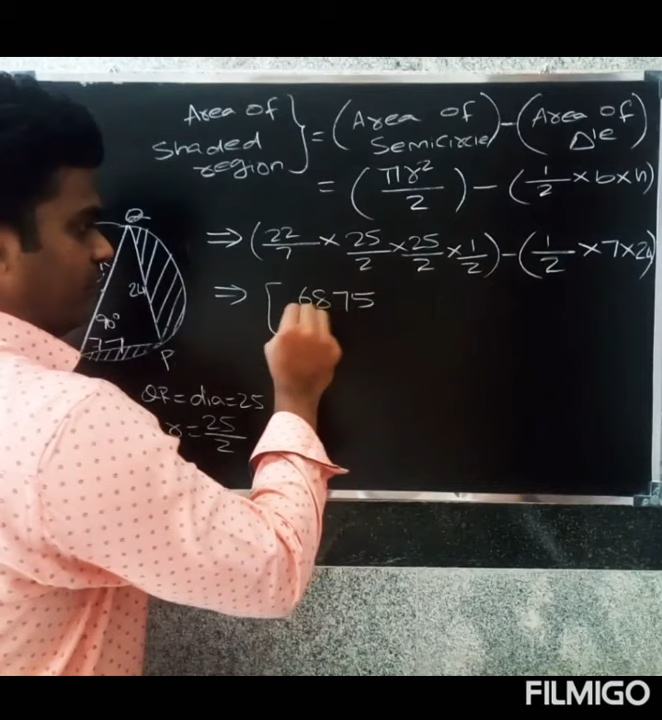 Area of
Shaded
region
} = (Area of Semicircle) - (Area of Δ'e)
= (πr²/2) - (1/2 × b × h)
⇒ (22/7 × 25/2 × 25/2 × 1/2) - (1/2 × 7 × 24)
⇒ [ 6875
Q
24
90°
7
P
QR = dia = 25
r = 25/2
FILMIGO